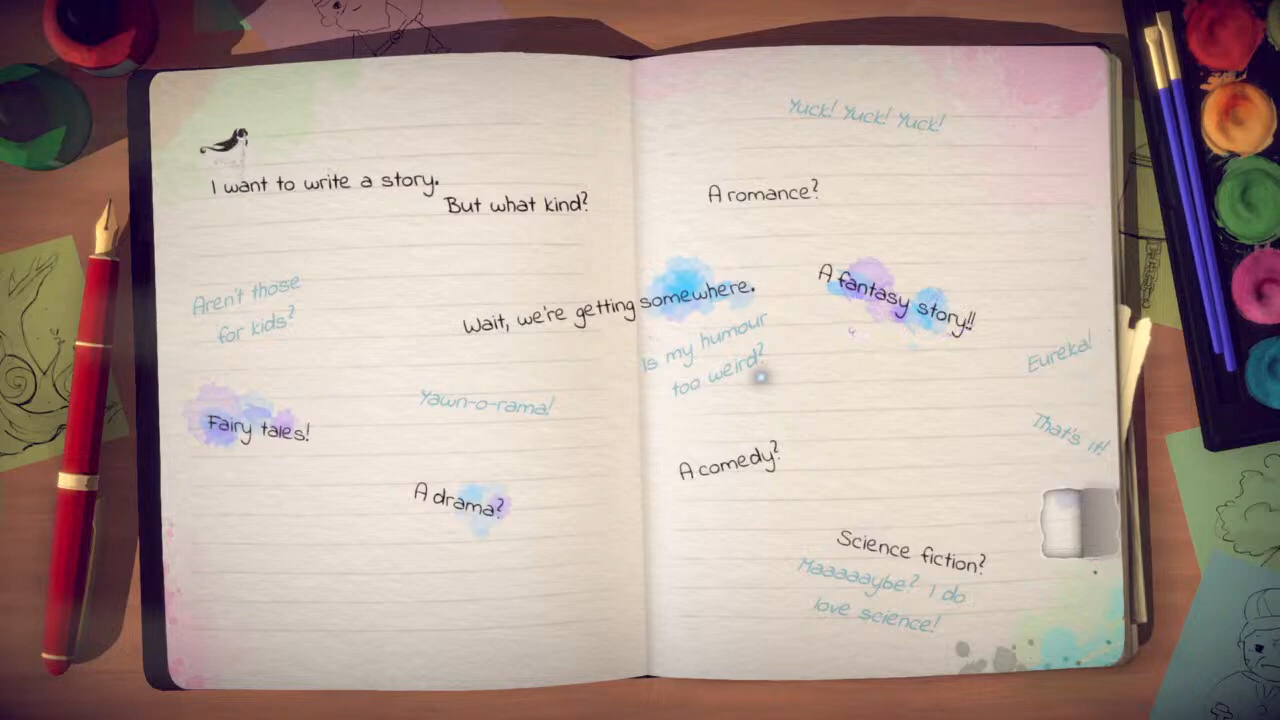 I want to write a story.
But what kind?
Aren't those
for kids?
Fairy tales!
Yawn-o-rama!
A drama?
Wait, we're getting somewhere.
Yuck! Yuck! Yuck!
A romance?
A fantasy story!!
Is my humour
too weird?
Eureka!
That's it!
A comedy?
Science fiction?
Maaaaaybe? I do
love science!